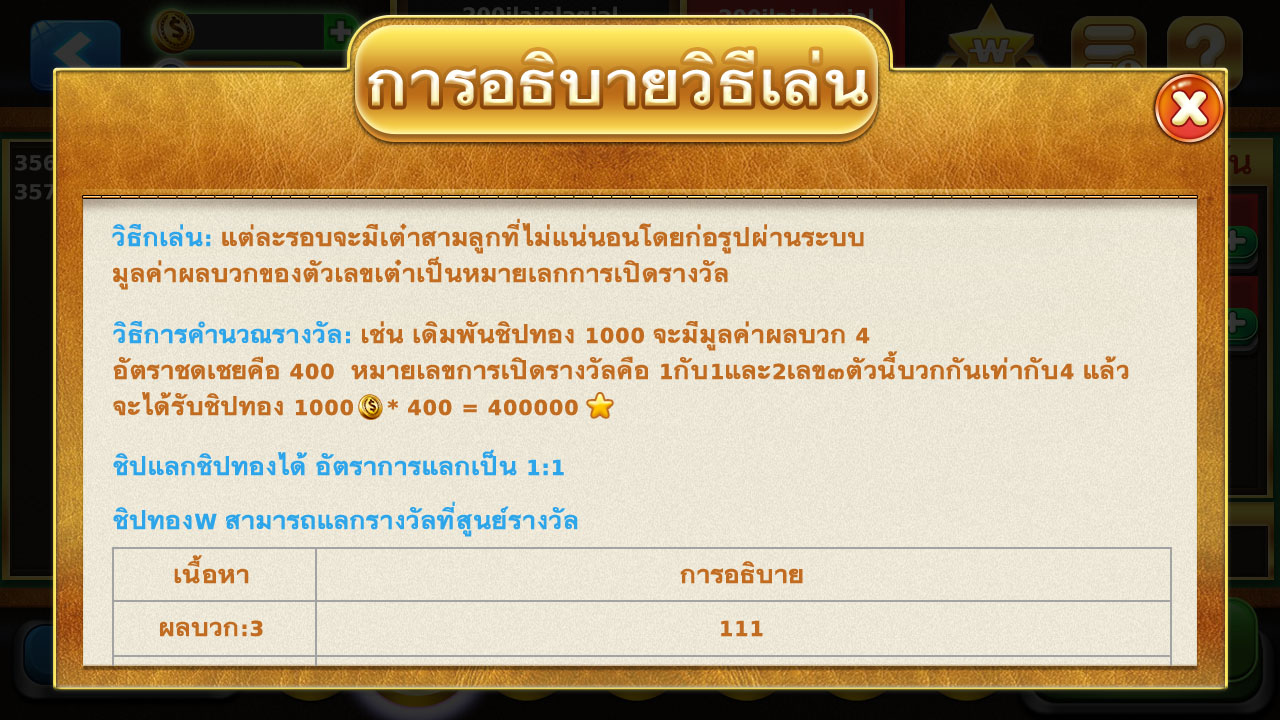 การอธิบายวิธีเล่น
วิธีกเล่น: แต่ละรอบจะมีเต๋าสามลูกที่ไม่แน่นอนโดยก่อรูปผ่านระบบ
มูลค่าผลบวกของตัวเลขเต๋าเป็นหมายเลกการเปิดรางวัล
วิธีการคำนวณรางวัล: เช่น เดิมพันชิปทอง 1000 จะมีมูลค่าผลบวก 4
อัตราชดเชยคือ 400 หมายเลขการเปิดรางวัลคือ 1กับ1และ2เลข๓ตัวนี้บวกกันเท่ากับ4 แล้ว
จะได้รับชิปทอง 1000 * 400 = 400000
ชิปแลกชิปทองได้ อัตราการแลกเป็น 1:1
ชิปทองW สามารถแลกรางวัลที่สูนย์รางวัล
เนื้อหา การอธิบาย
ผลบวก:3 111